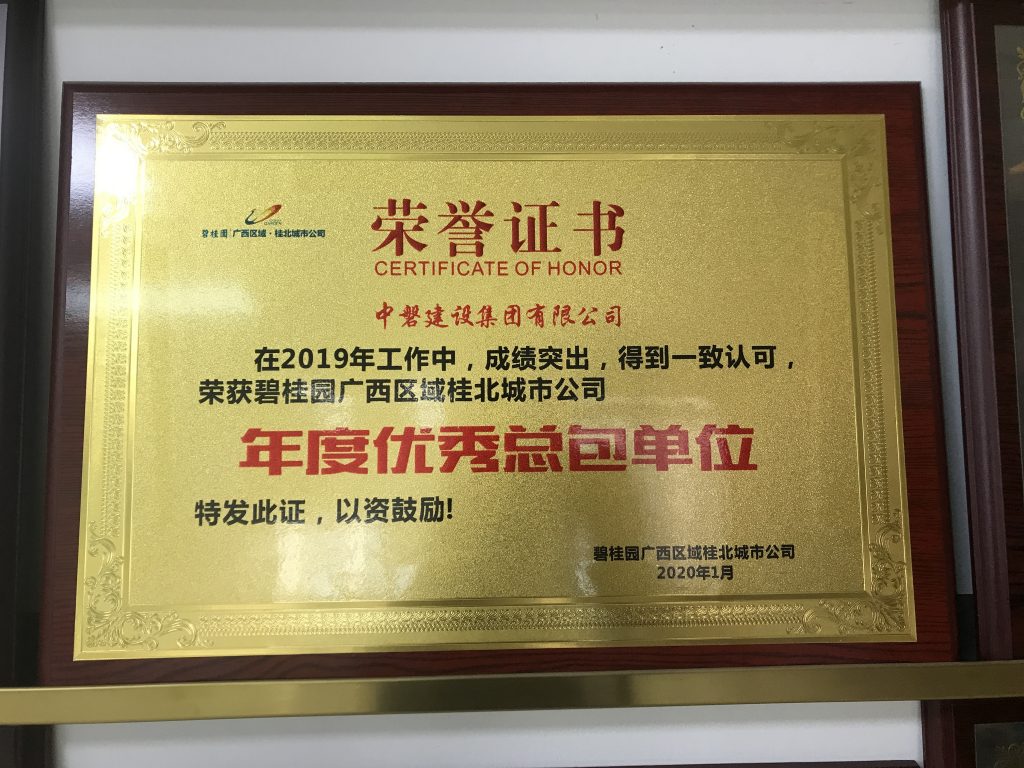 碧桂园 广西区域·桂北城市公司
荣誉证书
CERTIFICATE OF HONOR
中磐建设集团有限公司
在2019年工作中，成绩突出，得到一致认可，
荣获碧桂园广西区域桂北城市公司
年度优秀总包单位
特发此证，以资鼓励!
碧桂园广西区域桂北城市公司
2020年1月